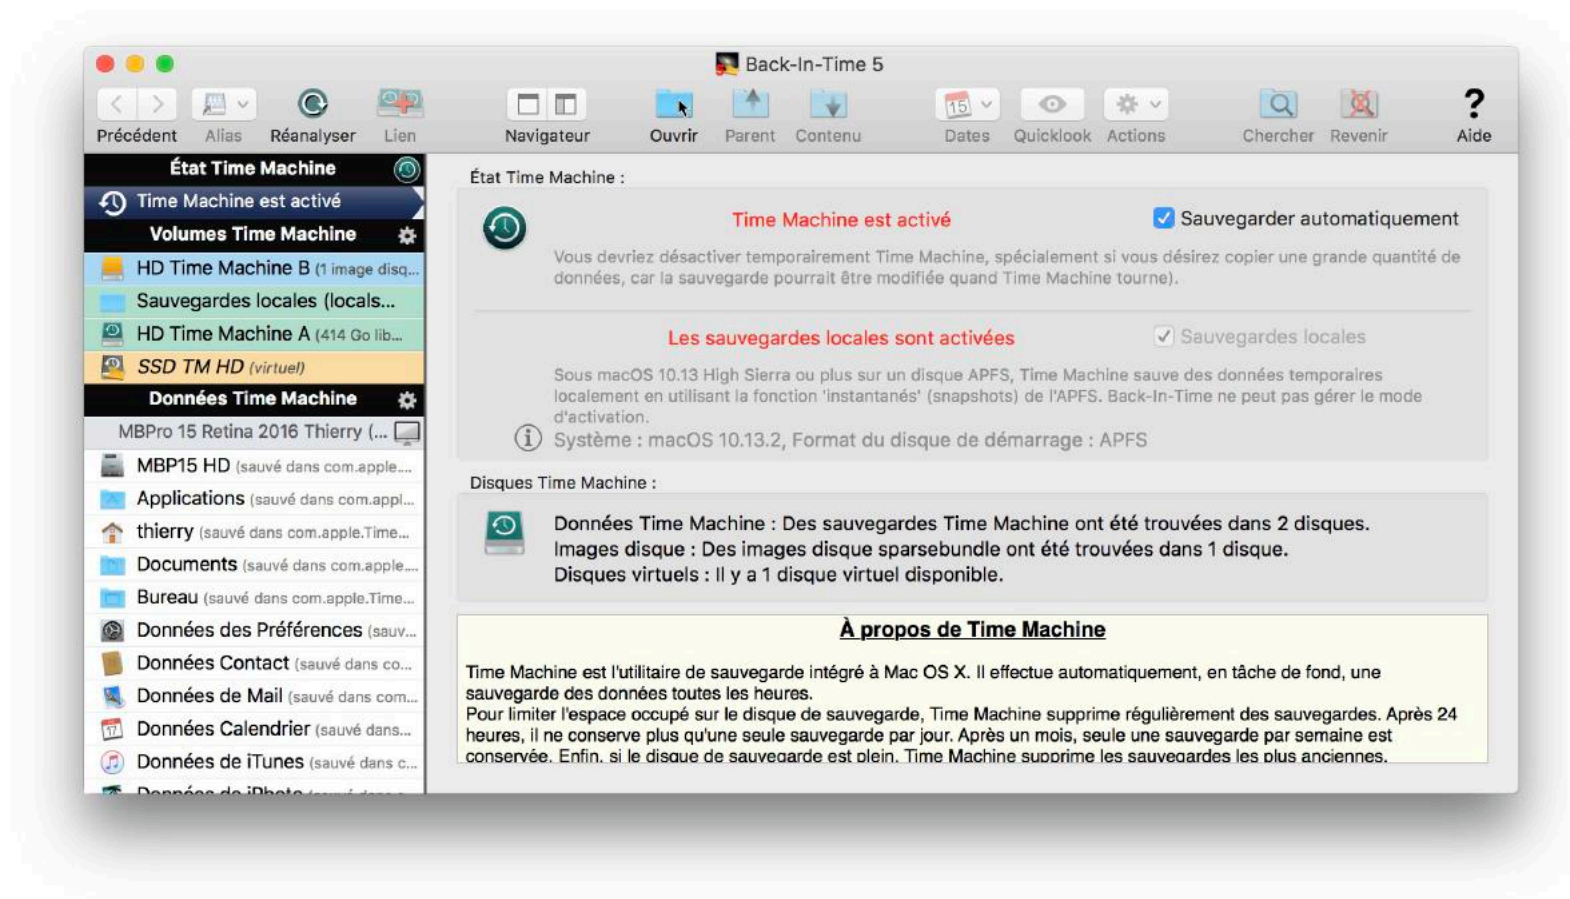 Back-In-Time 5
Précédent Alias Réanalyser Lien Navigateur Ouvrir Parent Contenu 15 Dates Quicklook Actions Chercher Revenir ? Aide
État Time Machine
Time Machine est activé
Volumes Time Machine
HD Time Machine B (1 image disq...
Sauvegardes locales (locals...
HD Time Machine A (414 Go lib...
SSD TM HD (virtuel)
Données Time Machine
MBPro 15 Retina 2016 Thierry (...
MBP15 HD (sauvé dans com.apple....
Applications (sauvé dans com.appl...
thierry (sauvé dans com.apple.Time...
Documents (sauvé dans com.apple....
Bureau (sauvé dans com.apple.Time...
Données des Préférences (sauv...
Données Contact (sauvé dans co...
Données de Mail (sauvé dans com...
17 Données Calendrier (sauvé dans...
Données de iTunes (sauvé dans c...
Données de iPhoto
État Time Machine :
Time Machine est activé
Sauvegarder automatiquement
Vous devriez désactiver temporairement Time Machine, spécialement si vous désirez copier une grande quantité de
données, car la sauvegarde pourrait être modifiée quand Time Machine tourne).
Les sauvegardes locales sont activées
Sauvegardes locales
Sous macOS 10.13 High Sierra ou plus sur un disque APFS, Time Machine sauve des données temporaires
localement en utilisant la fonction 'instantanés' (snapshots) de l'APFS. Back-In-Time ne peut pas gérer le mode
d'activation.
Système : macOS 10.13.2, Format du disque de démarrage : APFS
Disques Time Machine :
Données Time Machine : Des sauvegardes Time Machine ont été trouvées dans 2 disques.
Images disque : Des images disque sparsebundle ont été trouvées dans 1 disque.
Disques virtuels : Il y a 1 disque virtuel disponible.
À propos de Time Machine
Time Machine est l'utilitaire de sauvegarde intégré à Mac OS X. Il effectue automatiquement, en tâche de fond, une
sauvegarde des données toutes les heures.
Pour limiter l'espace occupé sur le disque de sauvegarde, Time Machine supprime régulièrement des sauvegardes. Après 24
heures, il ne conserve plus qu'une seule sauvegarde par jour. Après un mois, seule une sauvegarde par semaine est
conservée. Enfin, si le disque de sauvegarde est plein, Time Machine supprime les sauvegardes les plus anciennes.